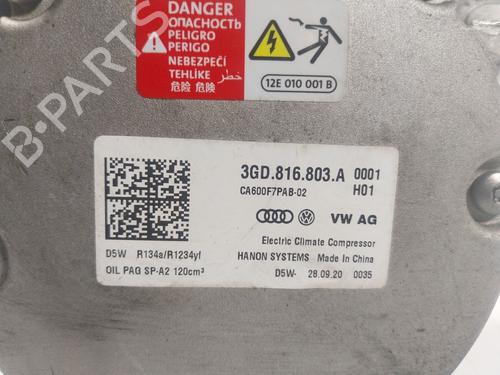 DANGER
ОПАСНОСТЬ
PELIGRO
PERIGO
NEBEZPEČÍ
TEHLİKE خطر
危险 危険
12E 010 001 B
3GD.816.803.A 0001
CA600F7PAB-02 H01
VW AG
Electric Climate Compressor
D5W R134a/R1234yf HANON SYSTEMS Made in China
OIL PAG SP-A2 120cm³ D5W- 28.09.20 0035
B-PARTS